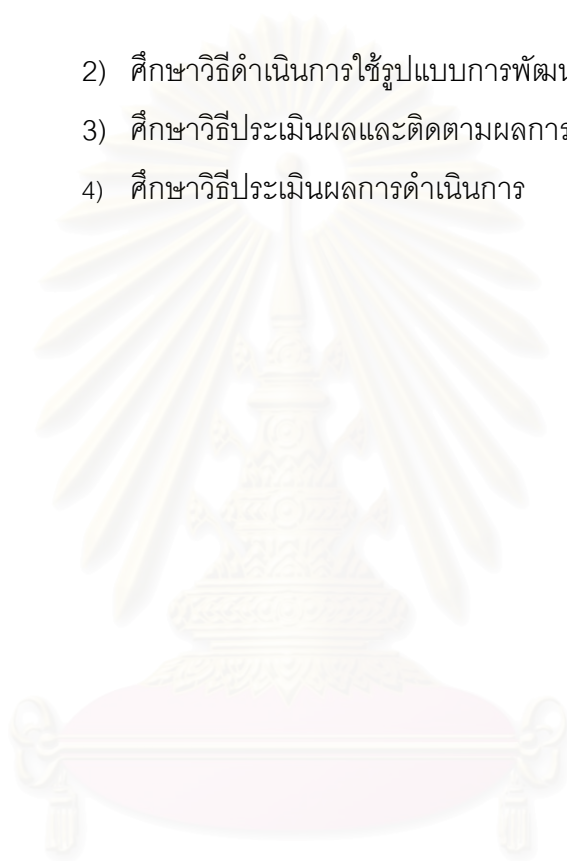 2) ศึกษาวิธีดำเนินการใช้รูปแบบการพัฒน
3) ศึกษาวิธีประเมินผลและติดตามผลการ
4) ศึกษาวิธีประเมินผลการดำเนินการ